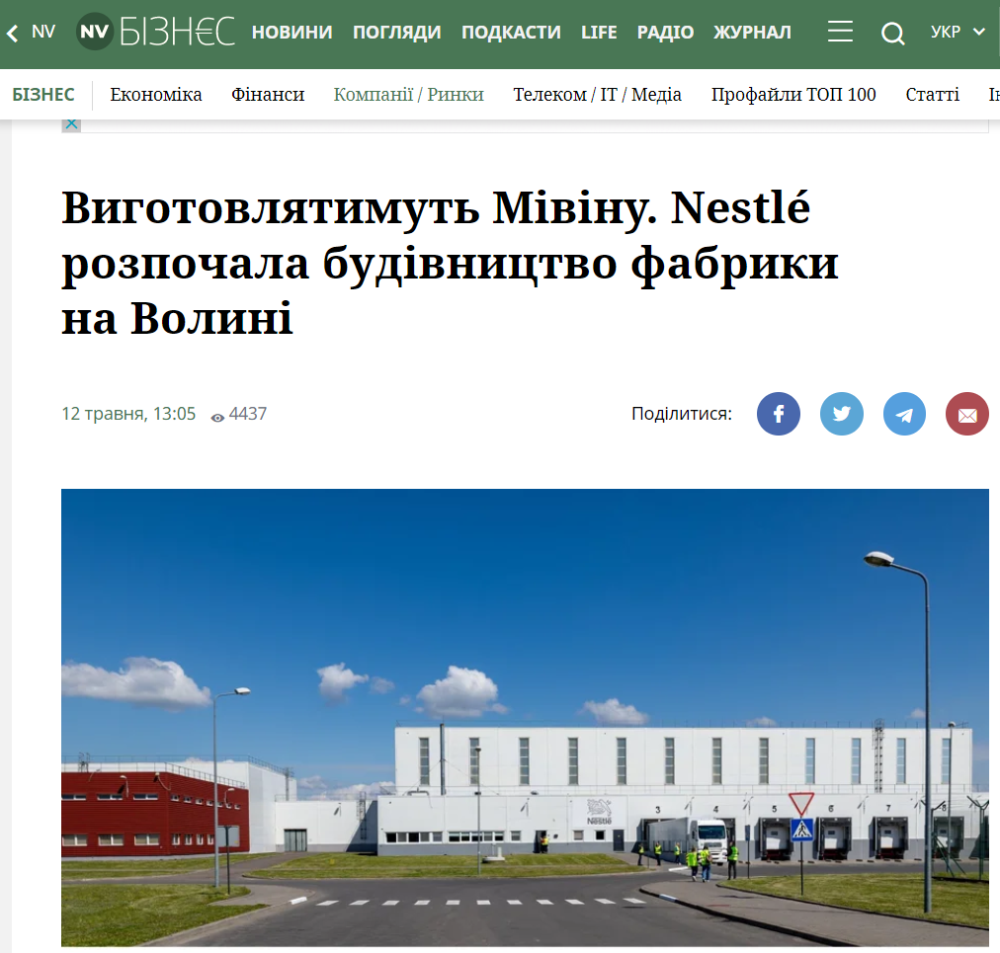 NV NV БІЗНЄС НОВИНИ ПОГЛЯДИ ПОДКАСТИ LIFE РАДІО ЖУРНАЛ УКР
БІЗНЕС Економіка Фінанси Компанії / Ринки Телеком / ІТ / Медіа Профайли ТОП 100 Статті
Виготовлятимуть Мівіну. Nestlé
розпочала будівництво фабрики
на Волині
12 травня, 13:05 4437 Поділитися:
Nestlé
3 4 5 6 7 8